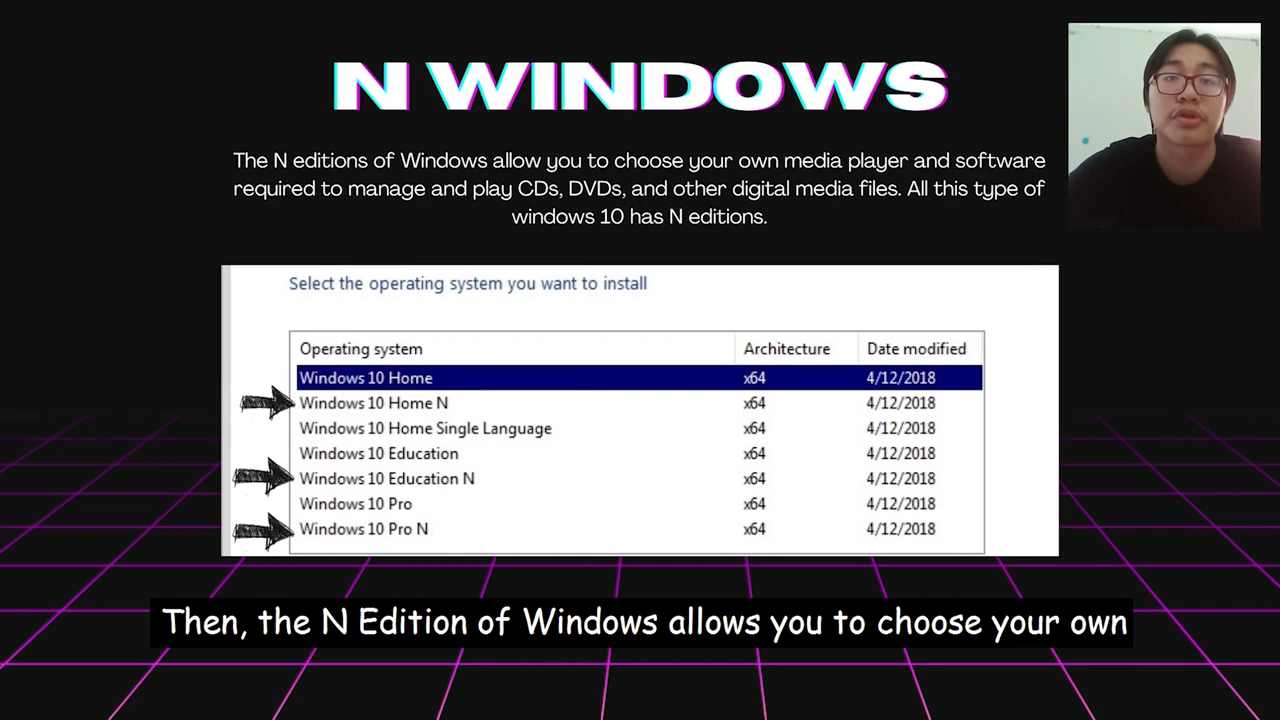 N WINDOWS
The N editions of Windows allow you to choose your own media player and software
required to manage and play CDs, DVDs, and other digital media files. All this type of
windows 10 has N editions.
Select the operating system you want to install
Operating system Architecture Date modified
Windows 10 Home x64 4/12/2018
Windows 10 Home N x64 4/12/2018
Windows 10 Home Single Language x64 4/12/2018
Windows 10 Education x64 4/12/2018
Windows 10 Education N x64 4/12/2018
Windows 10 Pro x64 4/12/2018
Windows 10 Pro N x64 4/12/2018
Then, the N Edition of Windows allows you to choose your own